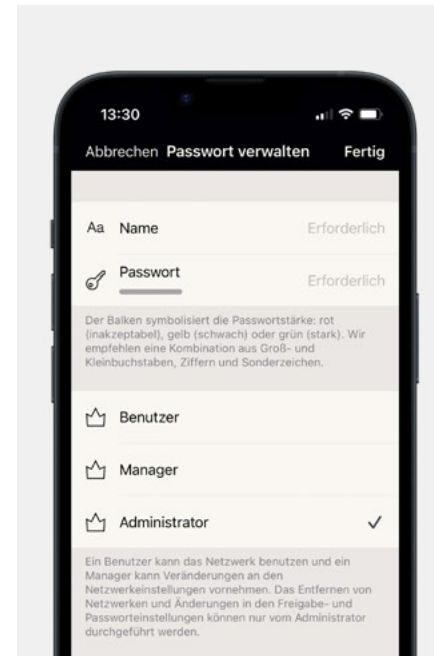 13:30
Abbrechen Passwort verwalten Fertig
Aa Name Erforderlich
Passwort Erforderlich
Der Balken symbolisiert die Passwortstärke: rot
(inakzeptabel), gelb (schwach) oder grün (stark). Wir
empfehlen eine Kombination aus Groß- und
Kleinbuchstaben, Ziffern und Sonderzeichen.
Benutzer
Manager
Administrator
Ein Benutzer kann das Netzwerk benutzen und ein
Manager kann Veränderungen an den
Netzwerkeinstellungen vornehmen. Das Entfernen von
Netzwerken und Änderungen in den Freigabe- und
Passworteinstellungen können nur vom Administrator
durchgeführt werden.